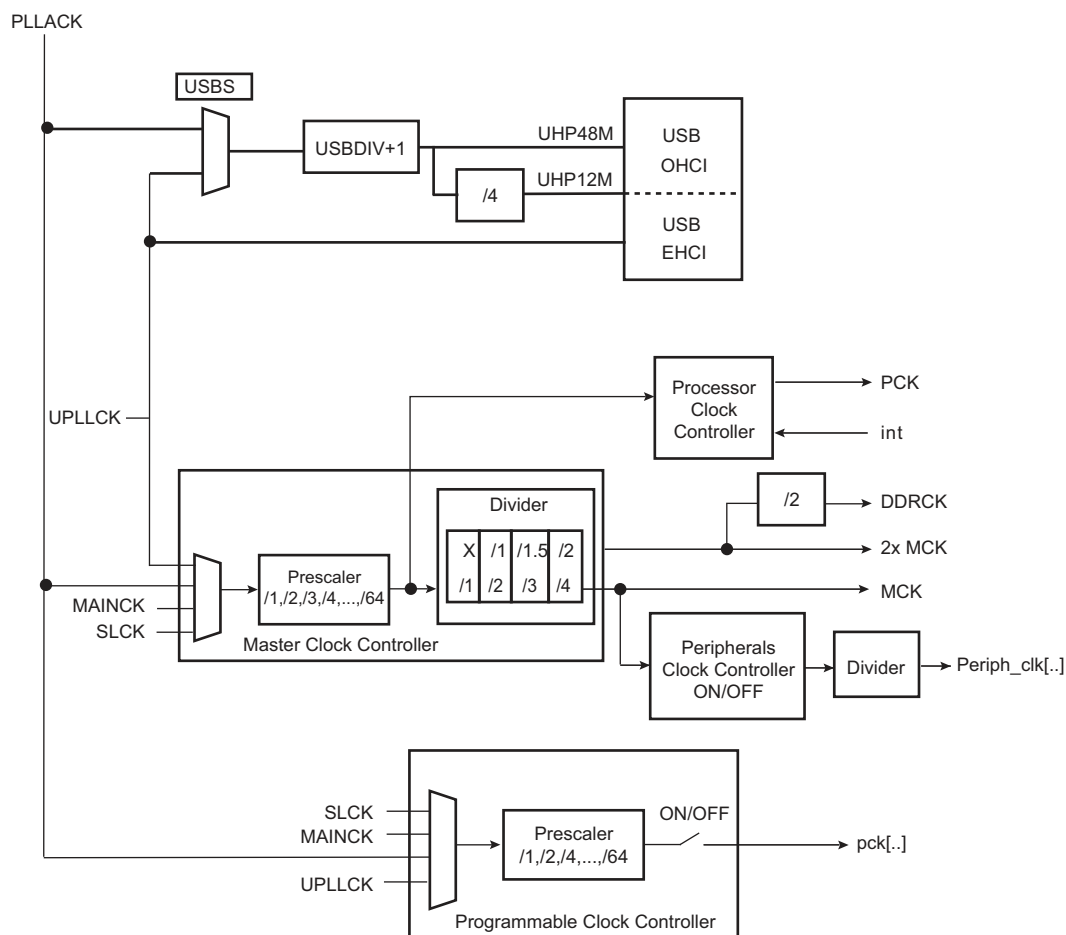 PLLACK
USBS
USBDIV+1
UHP48M
USB
OHCI
/4
UHP12M
USB
EHCI
UPLLCK
Processor
Clock
Controller
PCK
int
/2
DDRCK
Divider
X /1 /1.5 /2
/1 /2 /3 /4
2x MCK
MCK
Prescaler
/1,/2,/3,/4,...,/64
MAINCK
SLCK
Master Clock Controller
Peripherals
Clock Controller
ON/OFF
Divider
Periph_clk[..]
SLCK
MAINCK
UPLLCK
Prescaler
/1,/2,/4,...,/64
ON/OFF
pck[..]
Programmable Clock Controller